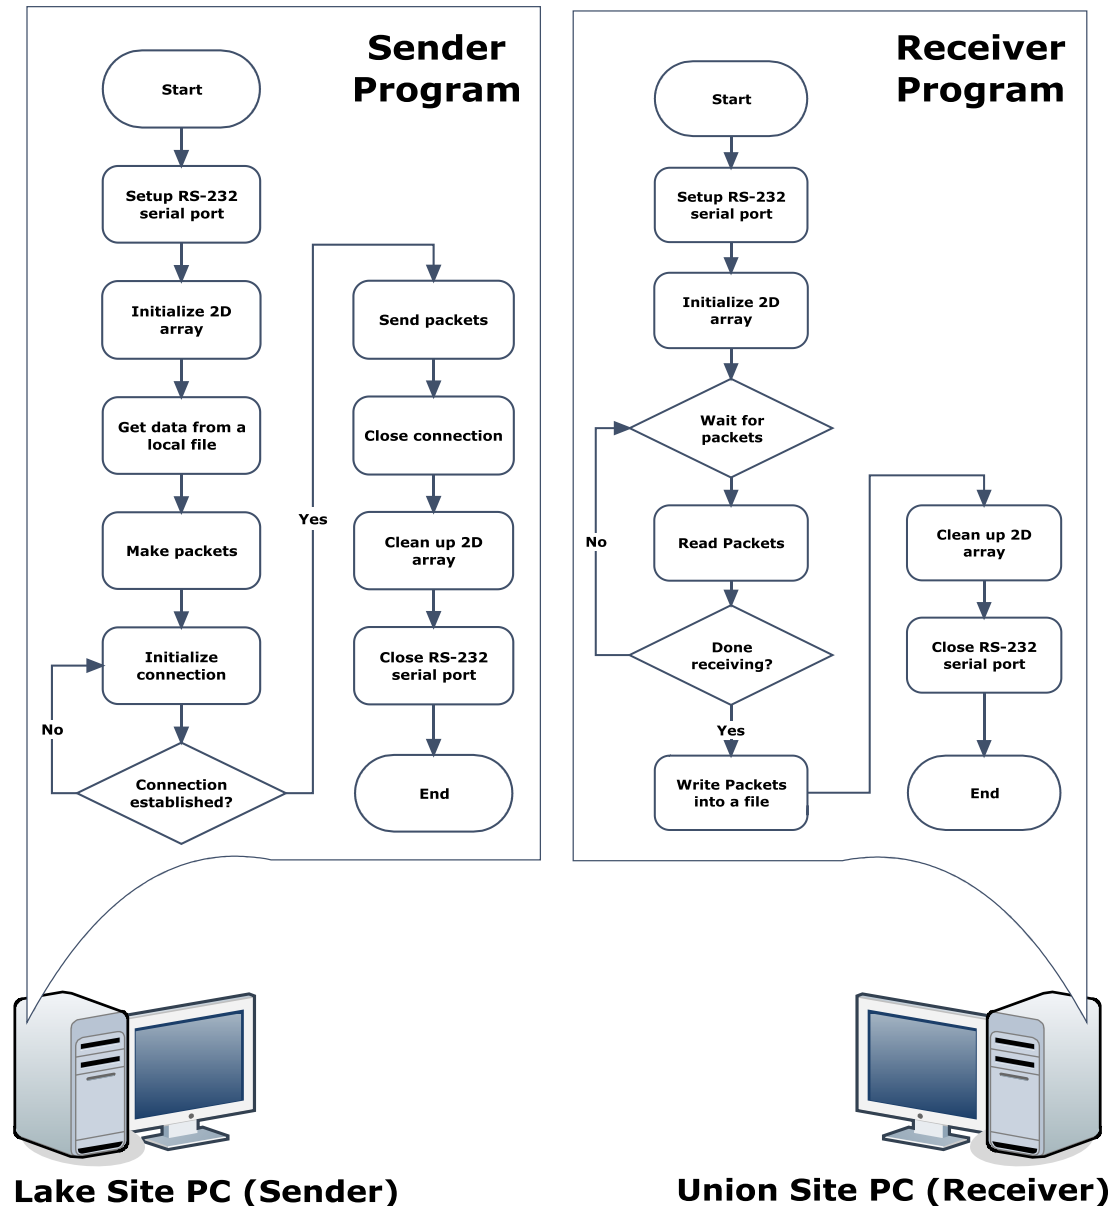 Sender
Program
Start
Setup RS-232
serial port
Initialize 2D
array
Get data from a
local file
Make packets
Initialize
connection
No
Connection
established?
Yes
Send packets
Close connection
Clean up 2D
array
Close RS-232
serial port
End
Receiver
Program
Start
Setup RS-232
serial port
Initialize 2D
array
Wait for
packets
No
Read Packets
Done
receiving?
Yes
Write Packets
into a file
Clean up 2D
array
Close RS-232
serial port
End
Lake Site PC (Sender)
Union Site PC (Receiver)